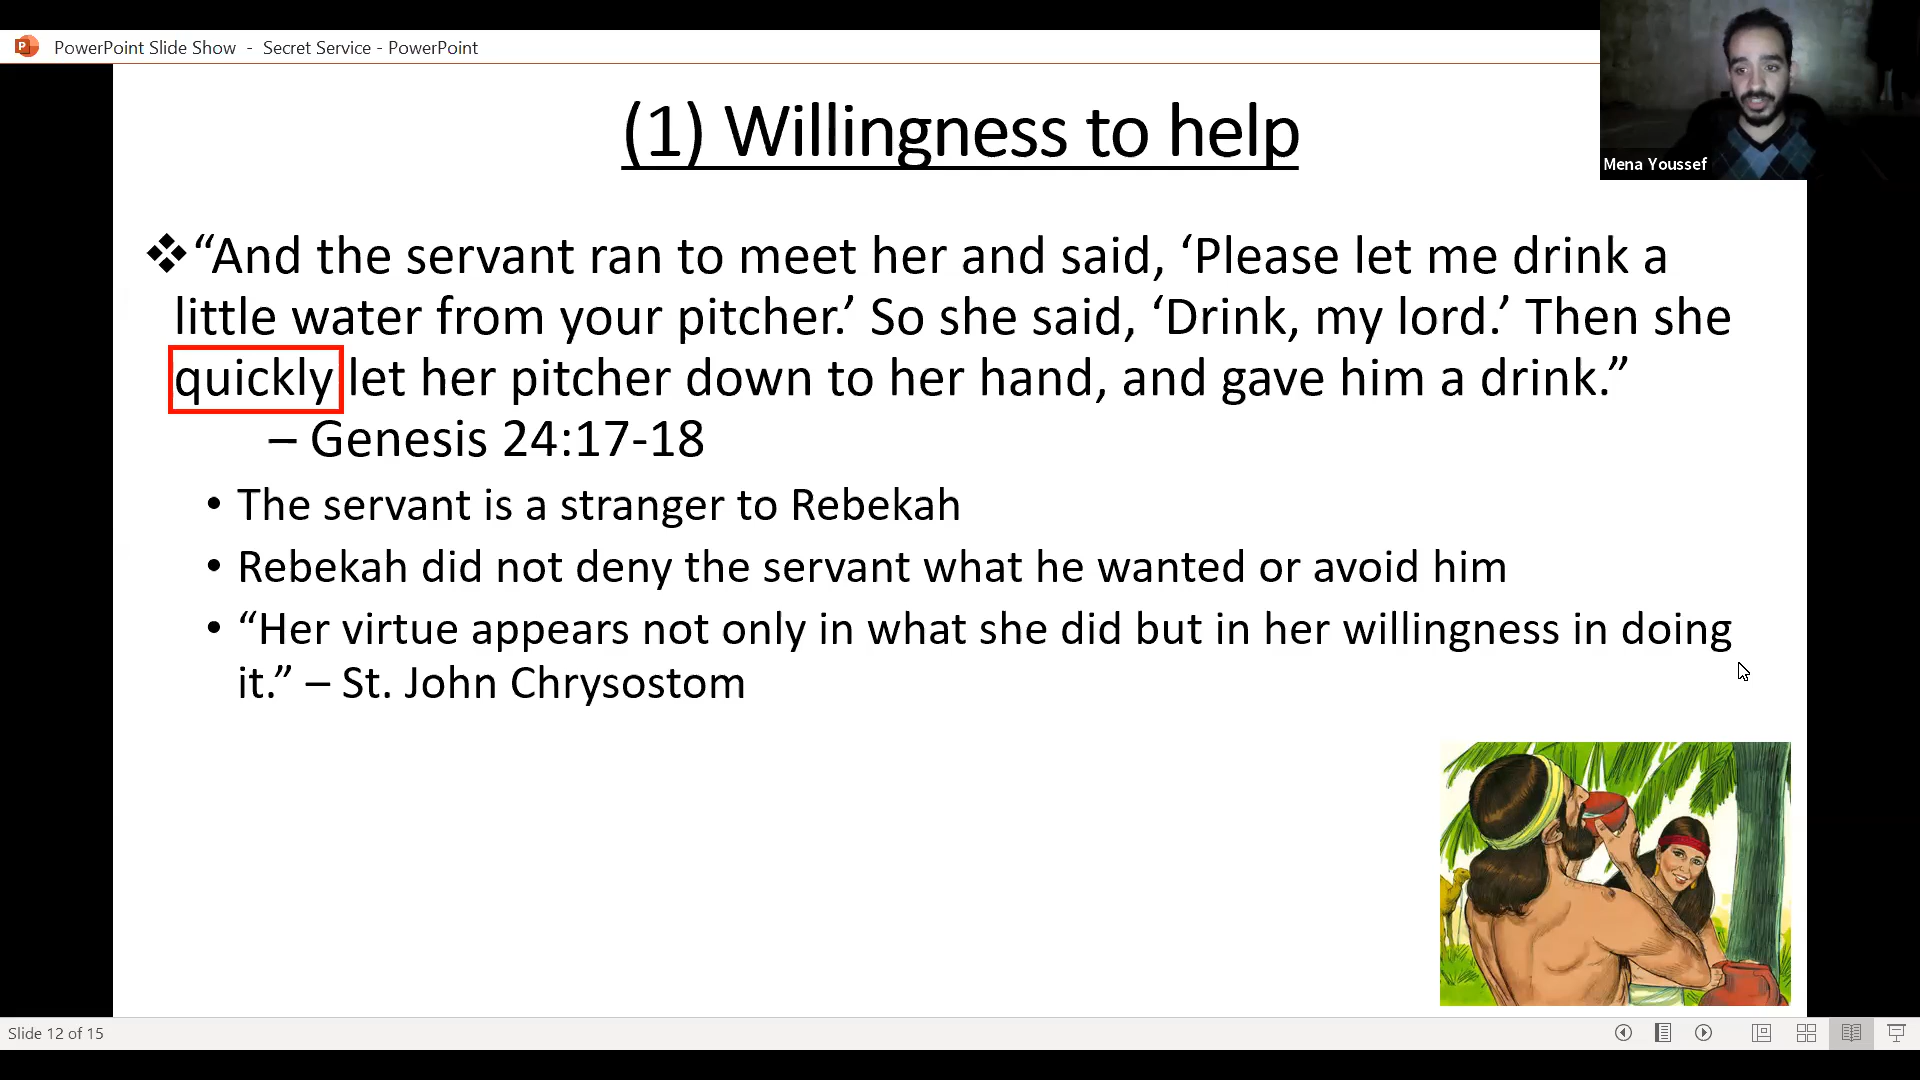 PowerPoint Slide Show - Secret Service - PowerPoint
Mena Youssef
(1) Willingness to help
❖“And the servant ran to meet her and said, ‘Please let me drink a
little water from your pitcher.’ So she said, ‘Drink, my lord.’ Then she
quickly let her pitcher down to her hand, and gave him a drink.”
– Genesis 24:17-18
• The servant is a stranger to Rebekah
• Rebekah did not deny the servant what he wanted or avoid him
• “Her virtue appears not only in what she did but in her willingness in doing
it.” – St. John Chrysostom
Slide 12 of 15